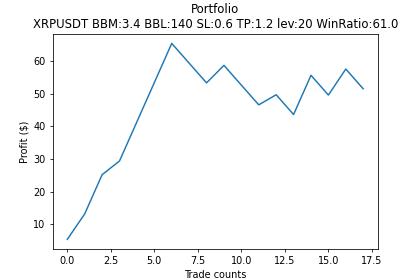 Portfolio
XRPUSDT BBM:3.4 BBL:140 SL:0.6 TP:1.2 lev:20 WinRatio:61.0
Profit ($)
60
50
40
30
20
10
0.0 2.5 5.0 7.5 10.0 12.5 15.0 17.5
Trade counts